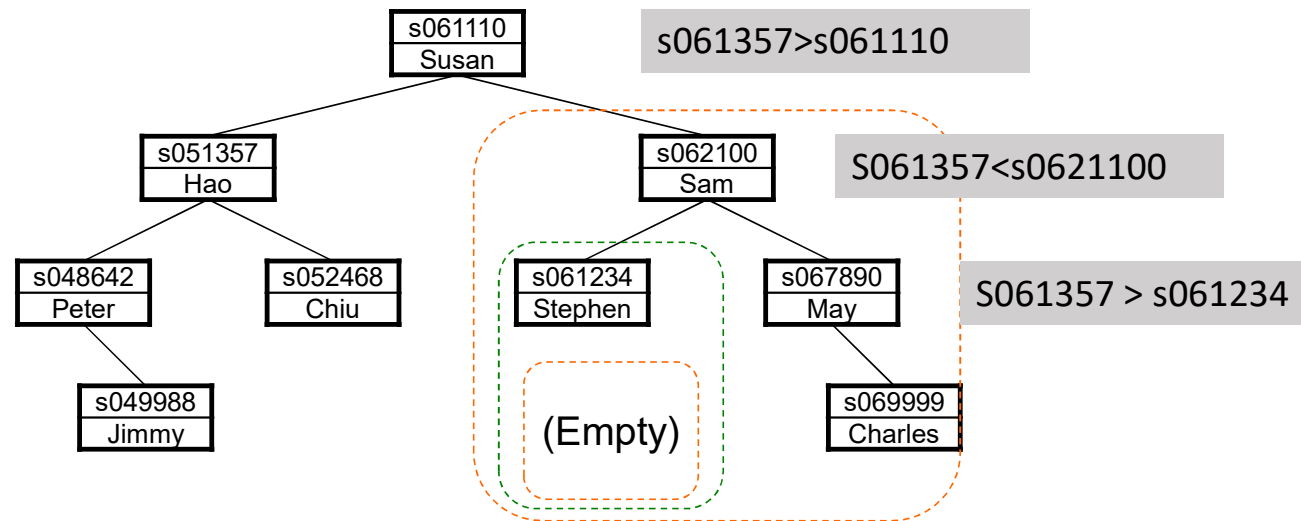 s061110
Susan
s061357>s061110
s051357
Hao
s062100
Sam
S061357<s0621100
s048642
Peter
s052468
Chiu
s061234
Stephen
s067890
May
S061357 > s061234
s049988
Jimmy
(Empty)
s069999
Charles